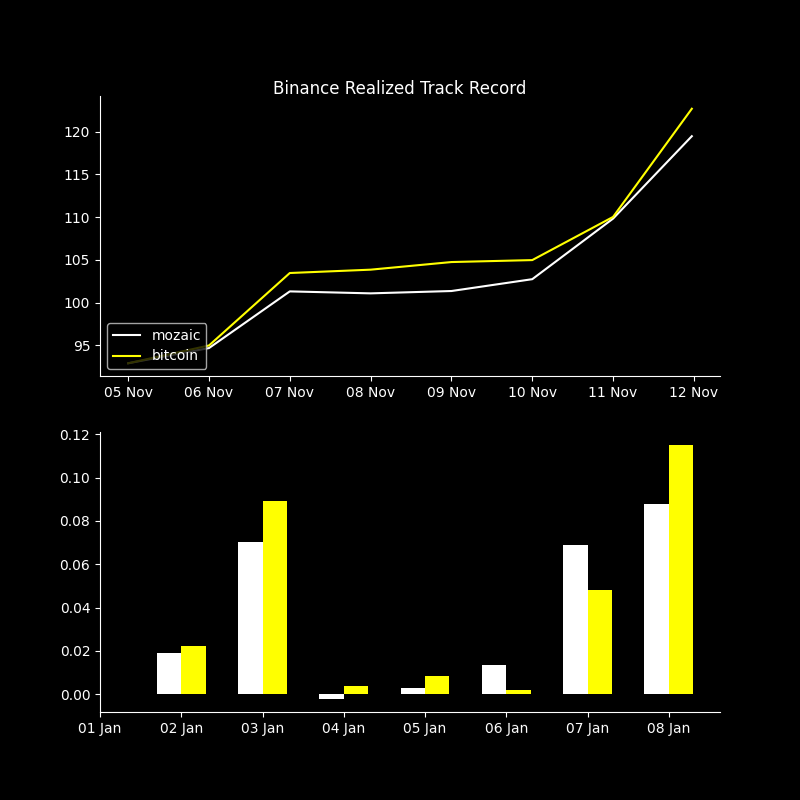 Binance Realized Track Record
120
115
110
105
100
95
mozaic
bitcoin
05 Nov 06 Nov 07 Nov 08 Nov 09 Nov 10 Nov 11 Nov 12 Nov
0.12
0.10
0.08
0.06
0.04
0.02
0.00
01 Jan 02 Jan 03 Jan 04 Jan 05 Jan 06 Jan 07 Jan 08 Jan